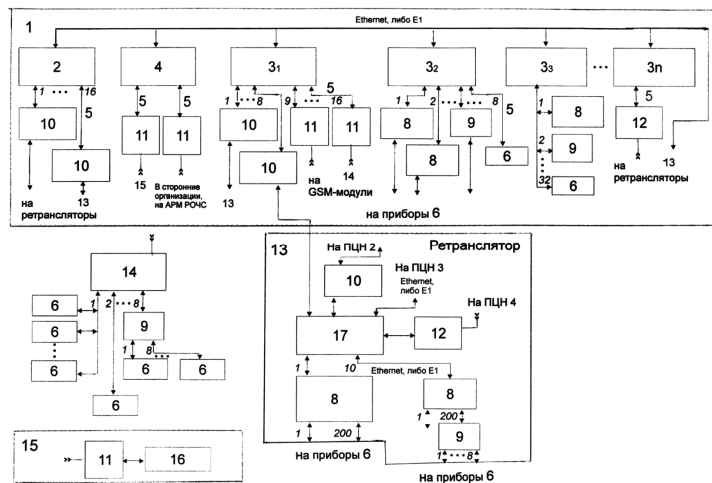 Ethernet, либо E1
1
2 4 3₁ 3₂ 3₃ ••• 3n
1 ••• 16 5 5 1 ••• 8 9 ••• 16 5 1 2 ••• 8 5 1 5
5
10 11 11 10 11 11 8 9 8 12
10 10 8 6 2 9
32 6
на ретрансляторы
13
15
В сторонние
организации,
на АРМ РОЧС
13
на
GSM-модули
14
на приборы 6
на
ретрансляторы
13
13
Ретранслятор
На ПЦН 2
10
На ПЦН 3
Ethernet,
либо E1
На ПЦН 4
17
12
1
10
Ethernet, либо E1
8
8
1 200
1 200
9
1 ••• 8
на приборы 6
на приборы 6
14
6 1 2 ••• 8
6
9
6
1 8 •••
6 6
6
15
11 16